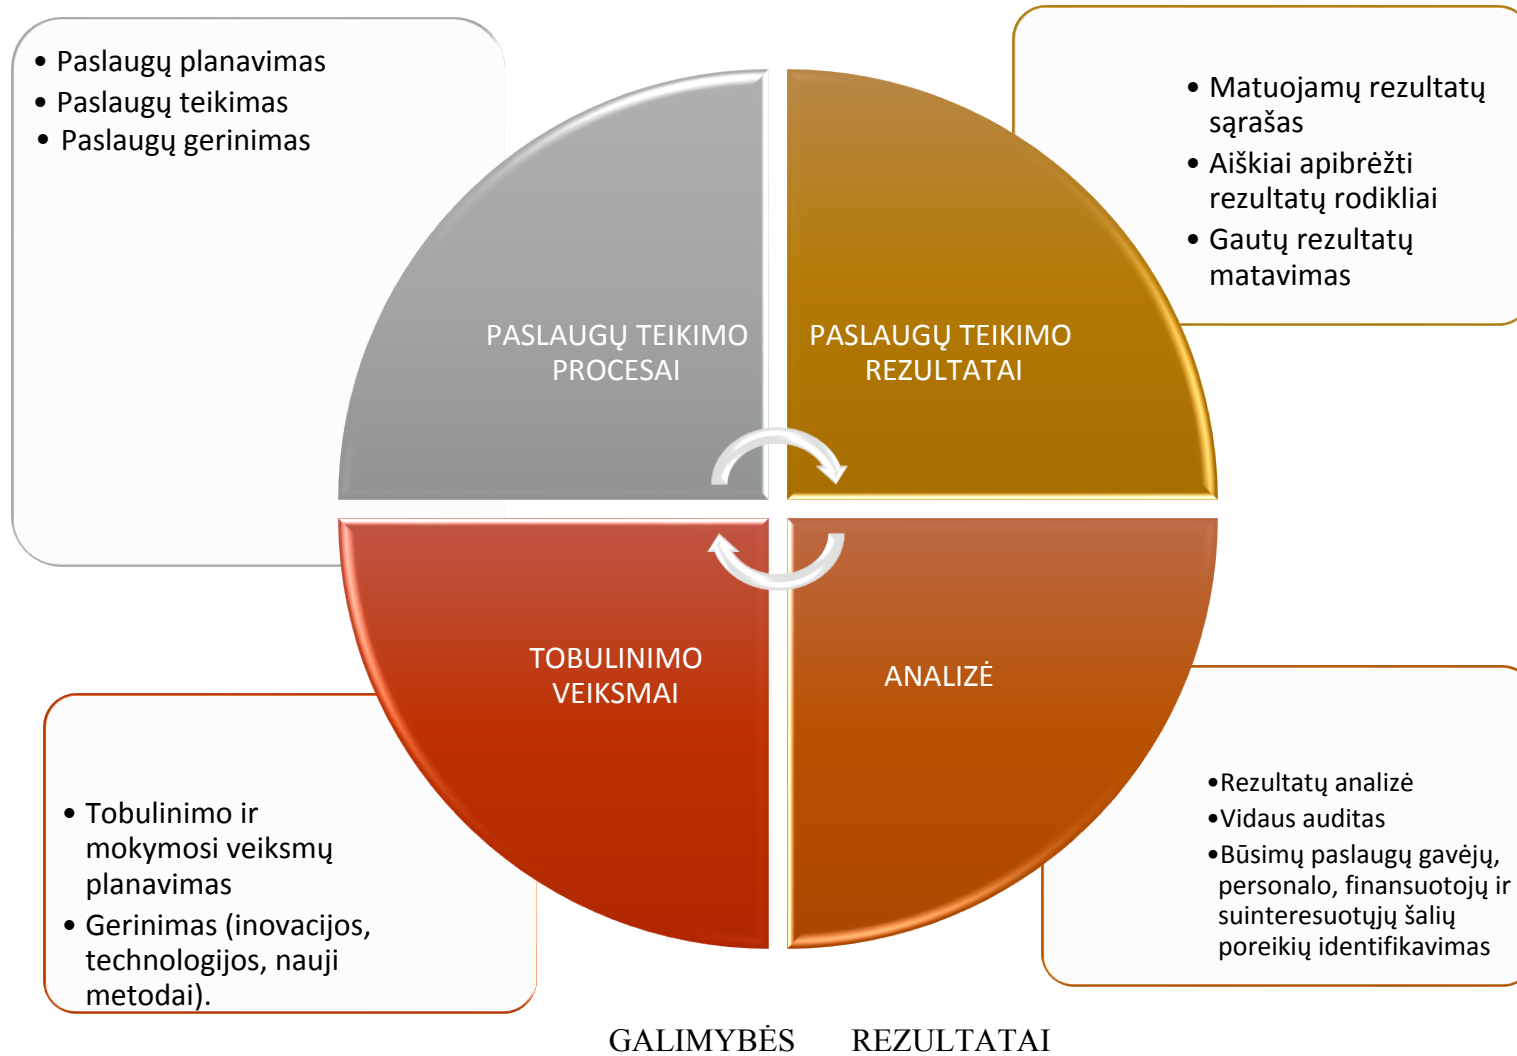 • Paslaugų planavimas
• Paslaugų teikimas
• Paslaugų gerinimas
• Matuojamų rezultatų
sąrašas
• Aiškiai apibrėžti
rezultatų rodikliai
• Gautų rezultatų
matavimas
PASLAUGŲ TEIKIMO
PROCESAI
PASLAUGŲ TEIKIMO
REZULTATAI
TOBULINIMO
VEIKSMAI
ANALIZĖ
• Tobulinimo ir
mokymosi veiksmų
planavimas
• Gerinimas (inovacijos,
technologijos, nauji
metodai).
•Rezultatų analizė
•Vidaus auditas
•Būsimų paslaugų gavėjų,
personalo, finansuotojų ir
suinteresuotųjų šalių
poreikių identifikavimas
GALIMYBĖS REZULTATAI